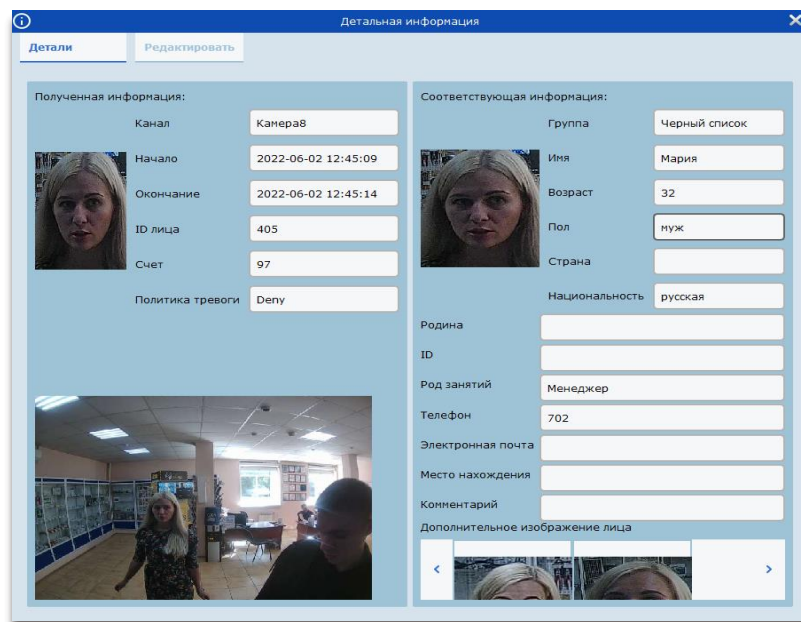 Детальная информация
Детали
Редактировать
Полученная информация:
Канал
Камера8
Начало
2022-06-02 12:45:09
Окончание
2022-06-02 12:45:14
ID лица
405
Счет
97
Политика тревоги
Deny
Соответствующая информация:
Группа
Черный список
Имя
Мария
Возраст
32
Пол
муж
Страна
Национальность
русская
Родина
ID
Род занятий
Менеджер
Телефон
702
Электронная почта
Место нахождения
Комментарий
Дополнительное изображение лица